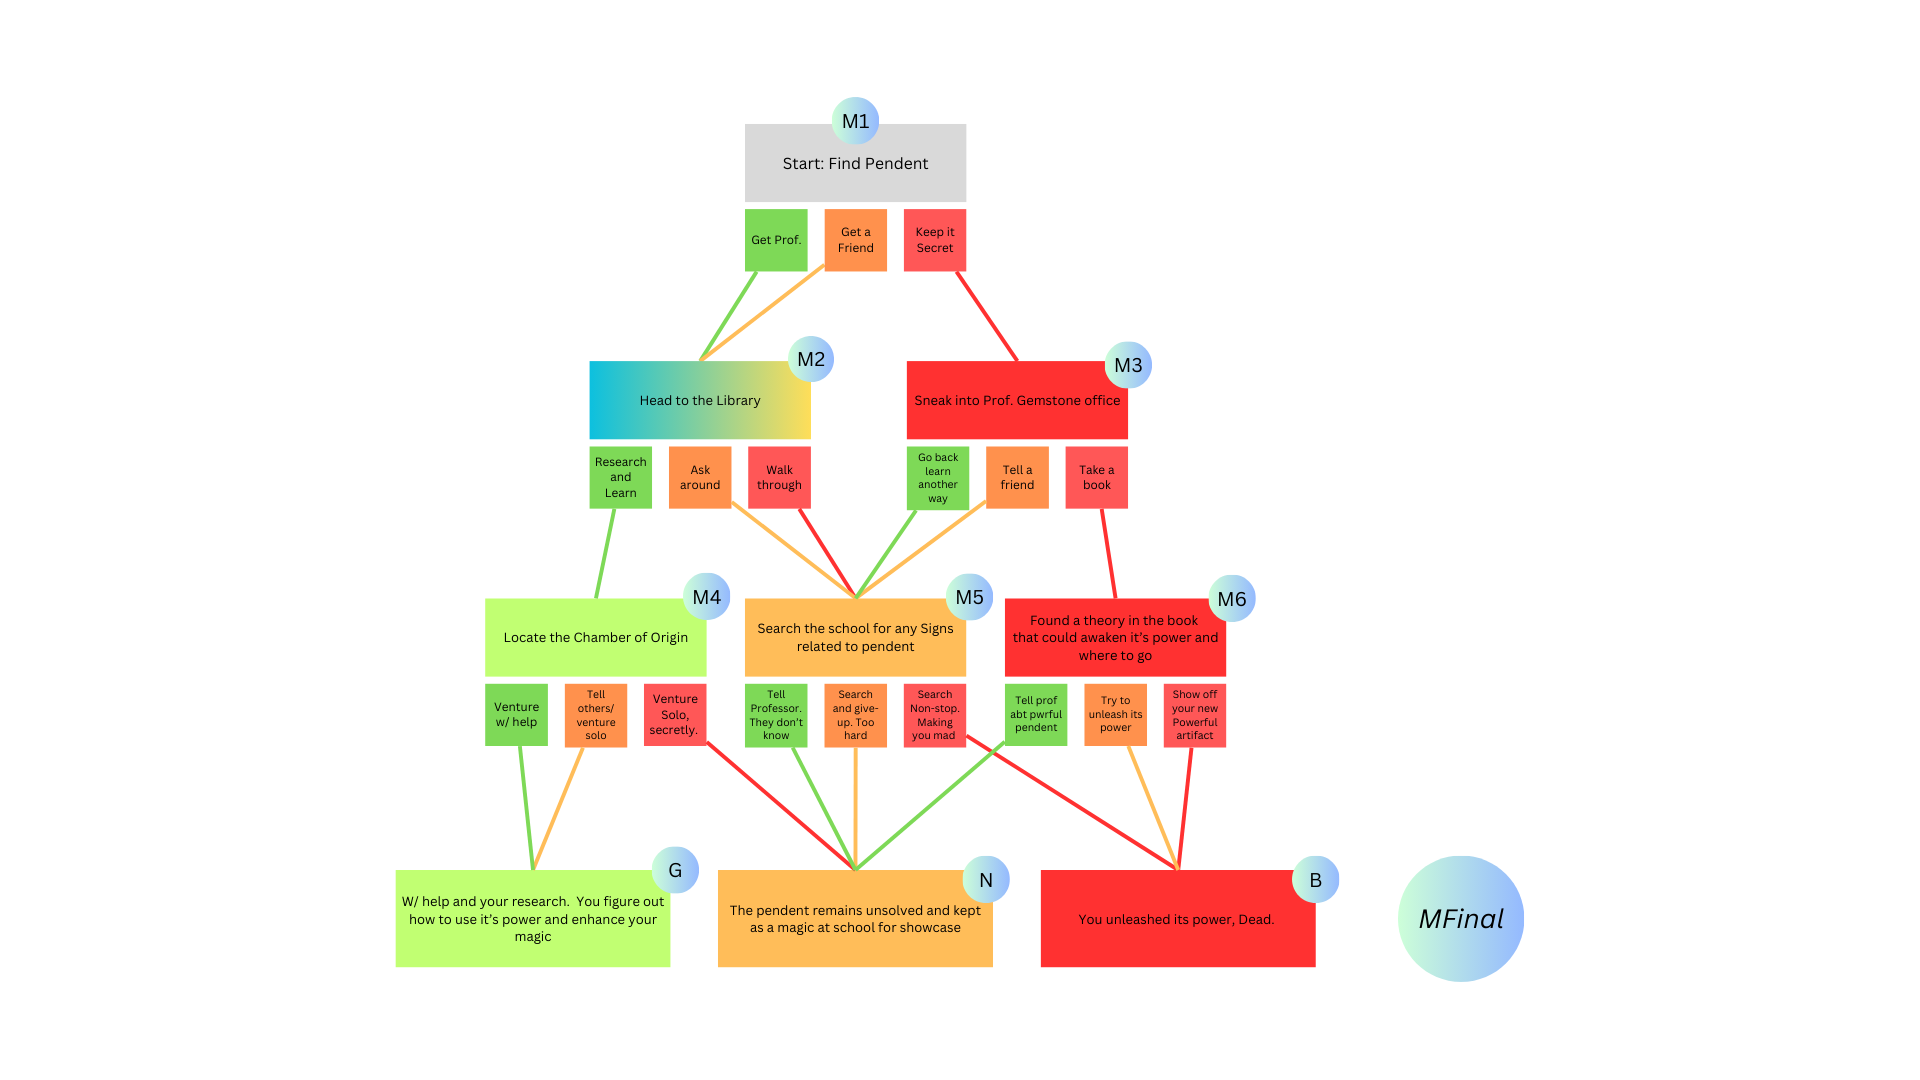 M1
Start: Find Pendent
Get Prof.
Get a
Friend
Keep it
Secret
M2
Head to the Library
M3
Sneak into Prof. Gemstone office
Research
and
Learn
Ask
around
Walk
through
Go back
learn
another
way
Tell a
friend
Take a
book
M4
Locate the Chamber of Origin
M5
Search the school for any Signs
related to pendent
M6
Found a theory in the book
that could awaken it's power and
where to go
Venture
w/ help
Tell
others/
venture
solo
Venture
Solo,
secretly.
Tell
Professor.
They don't
know
Search
and give-
up. Too
hard
Search
Non-stop.
Making
you mad
Tell prof
abt pwrful
pendent
Try to
unleash its
power
Show off
your new
Powerful
artifact
G
W/ help and your research. You figure out
how to use it's power and enhance your
magic
N
The pendent remains unsolved and kept
as a magic at school for showcase
B
You unleashed its power, Dead.
MFinal